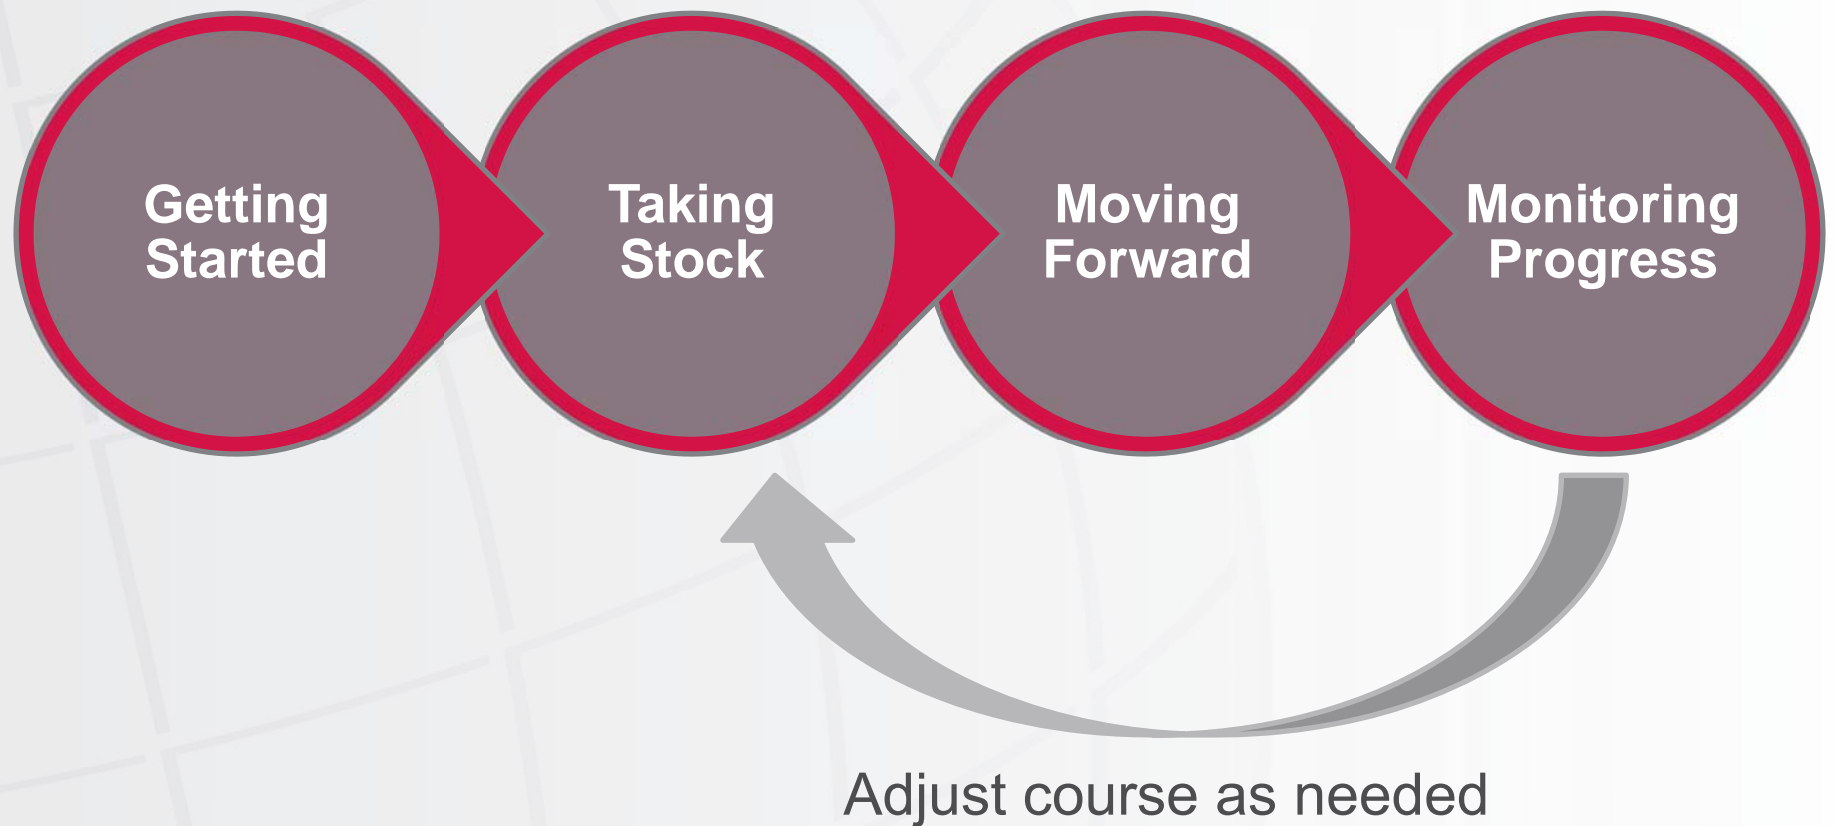 Getting
Started
Taking
Stock
Moving
Forward
Monitoring
Progress
Adjust course as needed